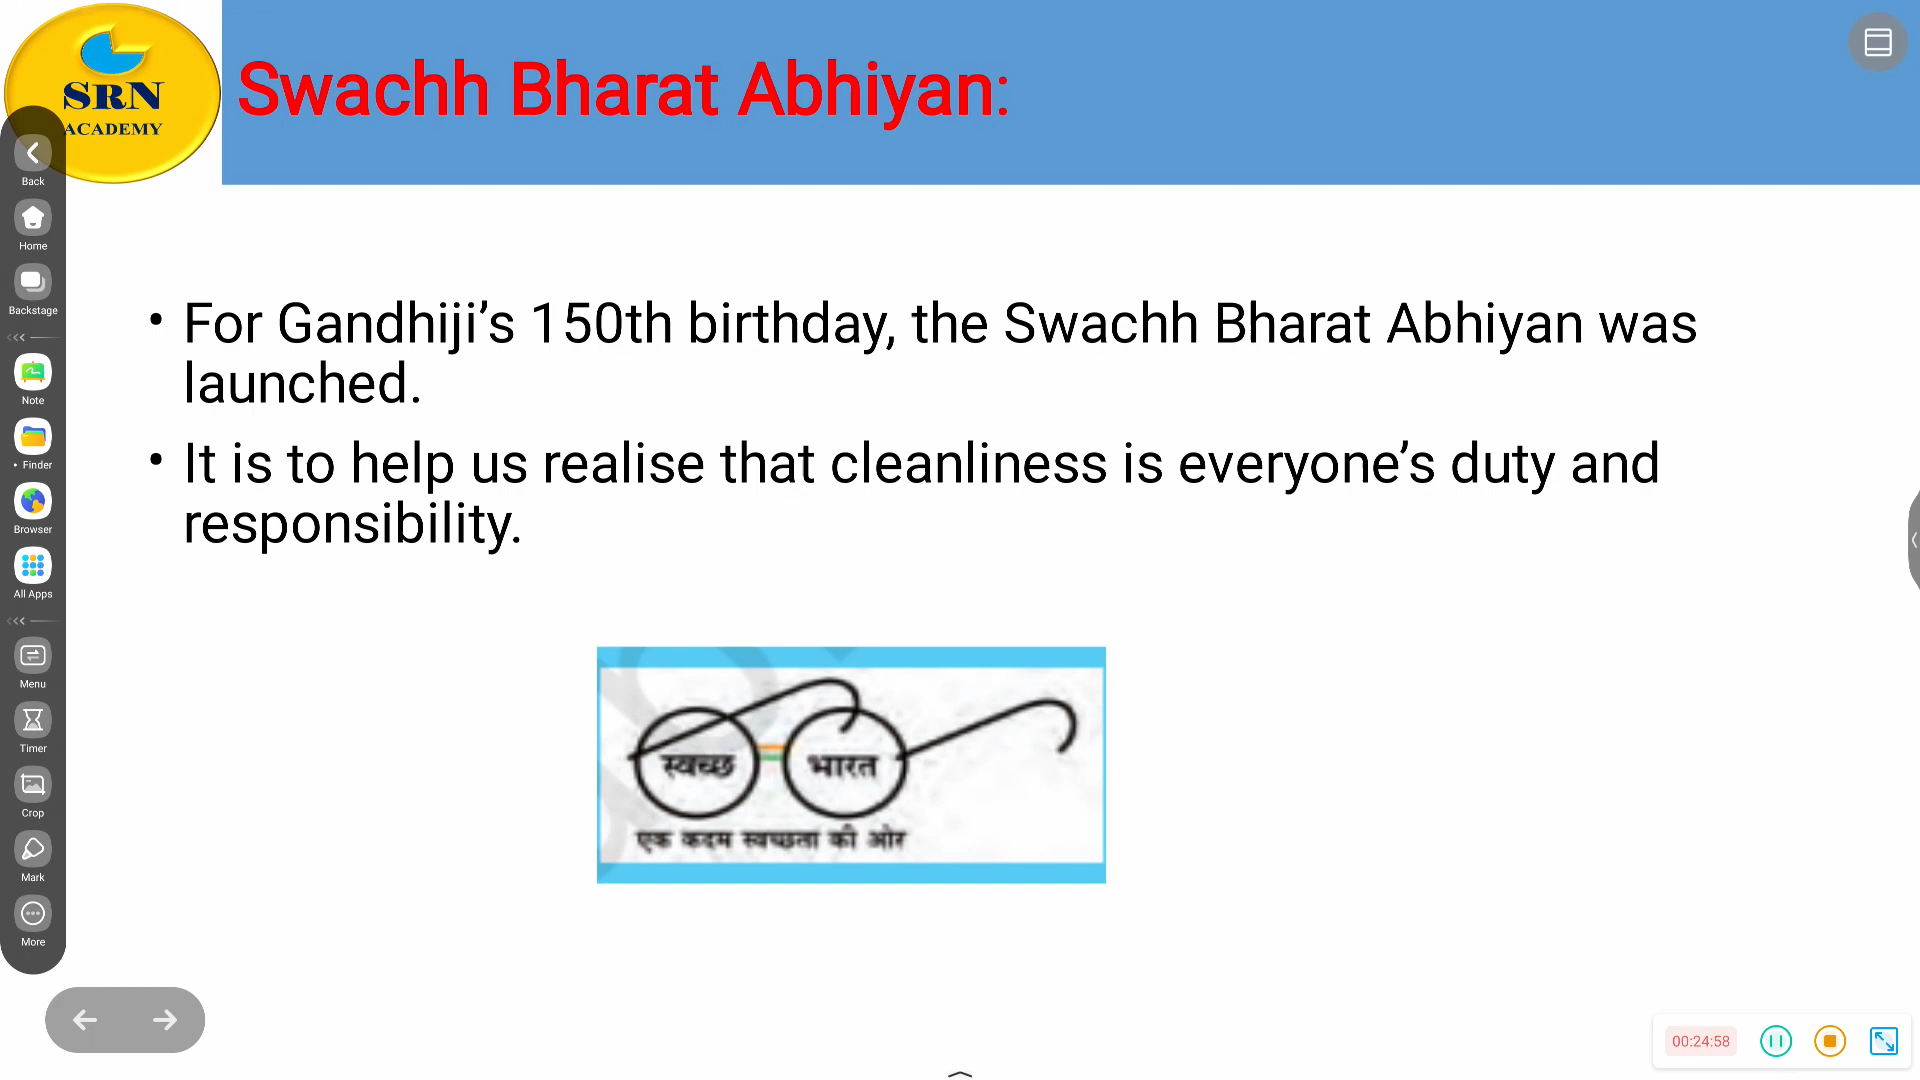 SRN
ACADEMY
Swachh Bharat Abhiyan:
Back
Home
Backstage
Note
Finder
Browser
All Apps
Menu
Timer
Crop
Mark
More
• For Gandhiji’s 150th birthday, the Swachh Bharat Abhiyan was
launched.
• It is to help us realise that cleanliness is everyone’s duty and
responsibility.
स्वच्छ भारत
एक कदम स्वच्छता की ओर
00:24:58